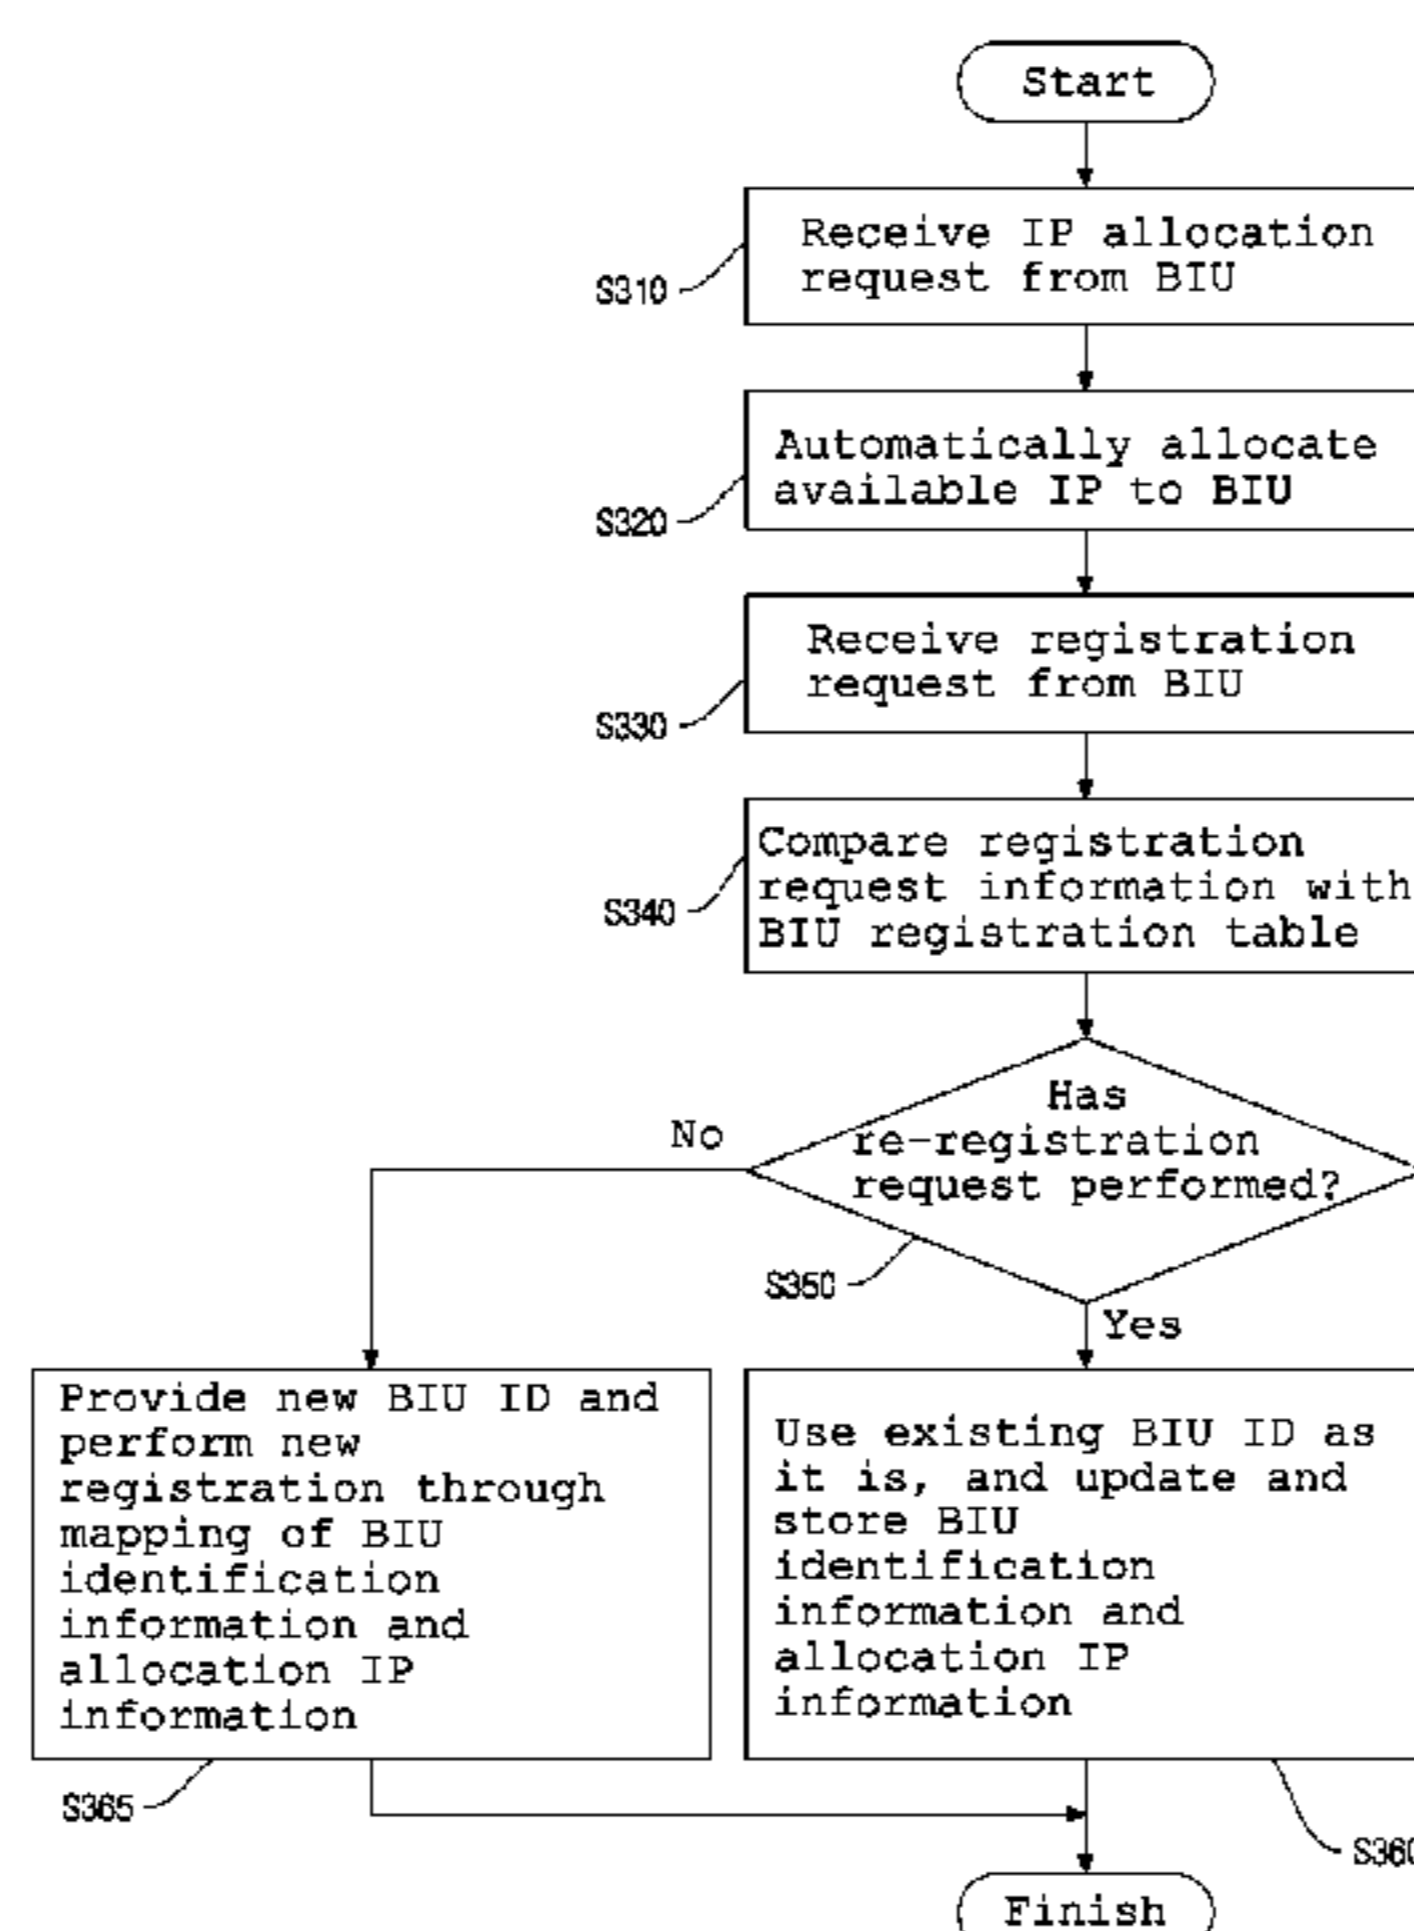 Start
Receive IP allocation
request from BIU
S310
Automatically allocate
available IP to BIU
S320
Receive registration
request from BIU
S330
Compare registration
request information with
BIU registration table
S340
Has
re-registration
request performed?
No
S350
Yes
Provide new BIU ID and
perform new
registration through
mapping of BIU
identification
information and
allocation IP
information
S365
Use existing BIU ID as
it is, and update and
store BIU
identification
information and
allocation IP
information
S360
Finish